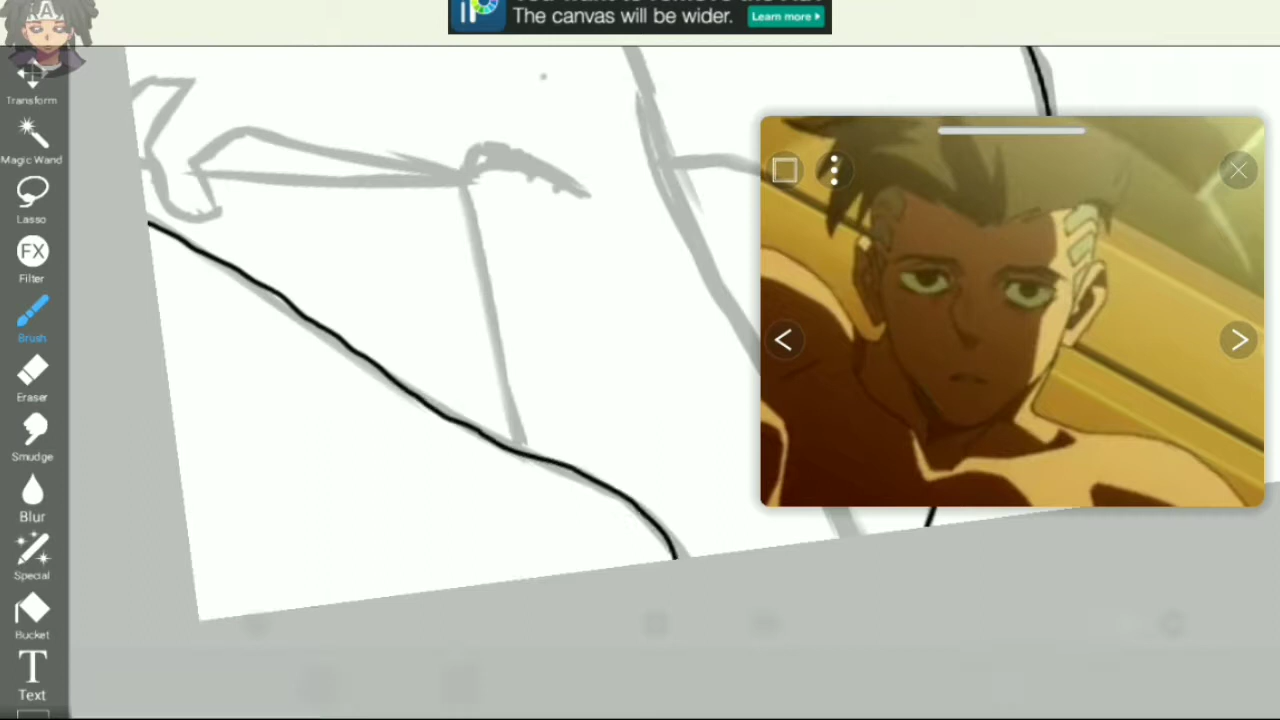 RA
The canvas will be wider.
Learn more
Transform
Magic Wand
Lasso
FX
Filter
Brush
Eraser
Smudge
Blur
Special
Bucket
T
Text